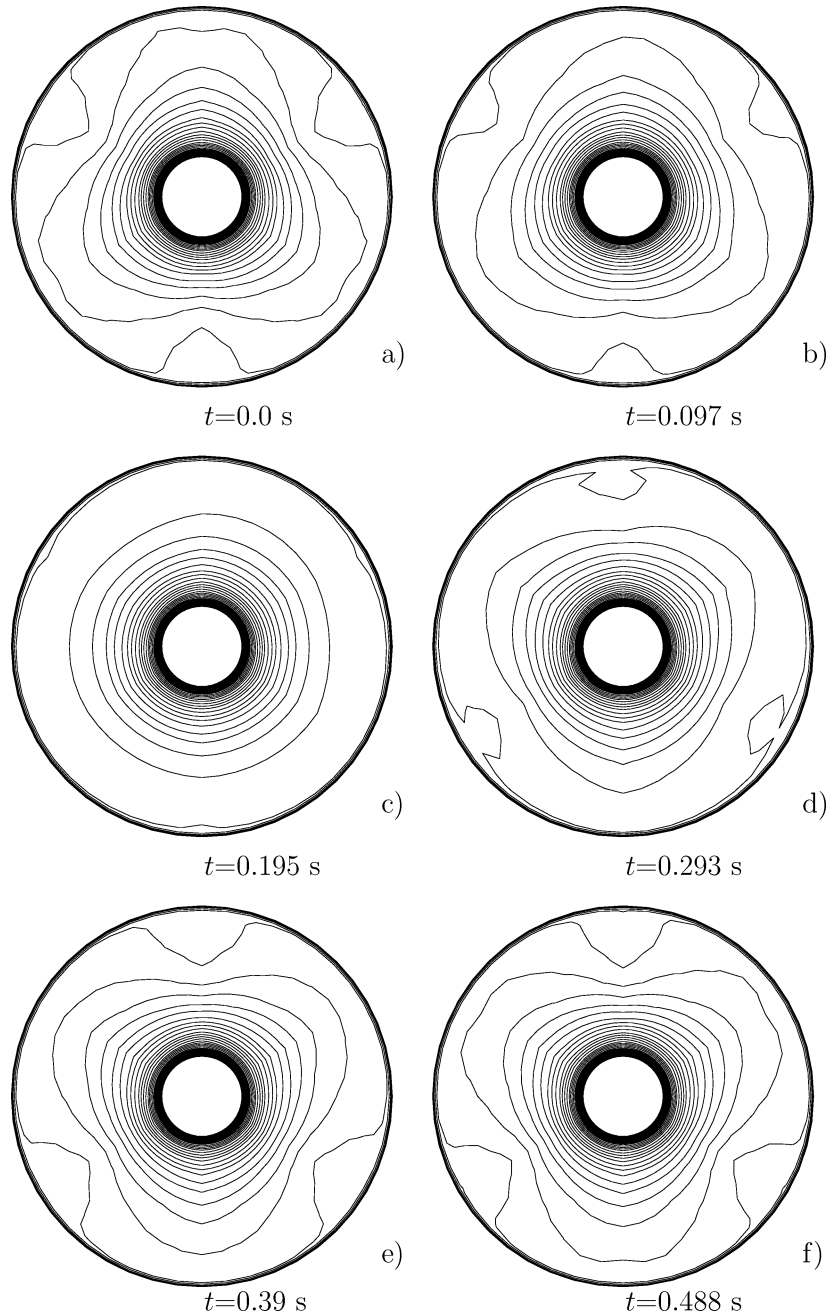 a)
b)
t=0.0 s
t=0.097 s
c)
d)
t=0.195 s
t=0.293 s
e)
f)
t=0.39 s
t=0.488 s